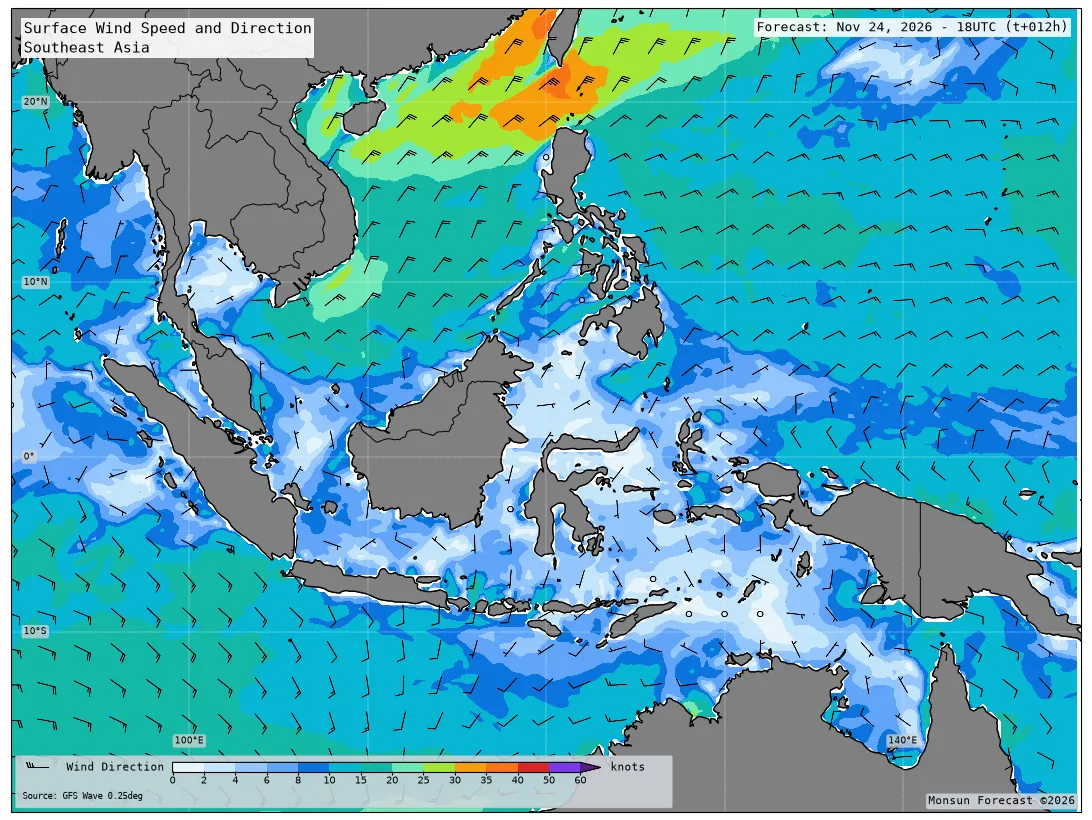 Surface Wind Speed and Direction
Southeast Asia
Forecast: Nov 24, 2026 - 18UTC (t+012h)
20°N
10°N
0°
10°S
100°E
140°E
Wind Direction
0 2 4 6 8 10 15 20 25 30 35 40 50 60
knots
Source: GFS Wave 0.25deg
Monsun Forecast ©2026